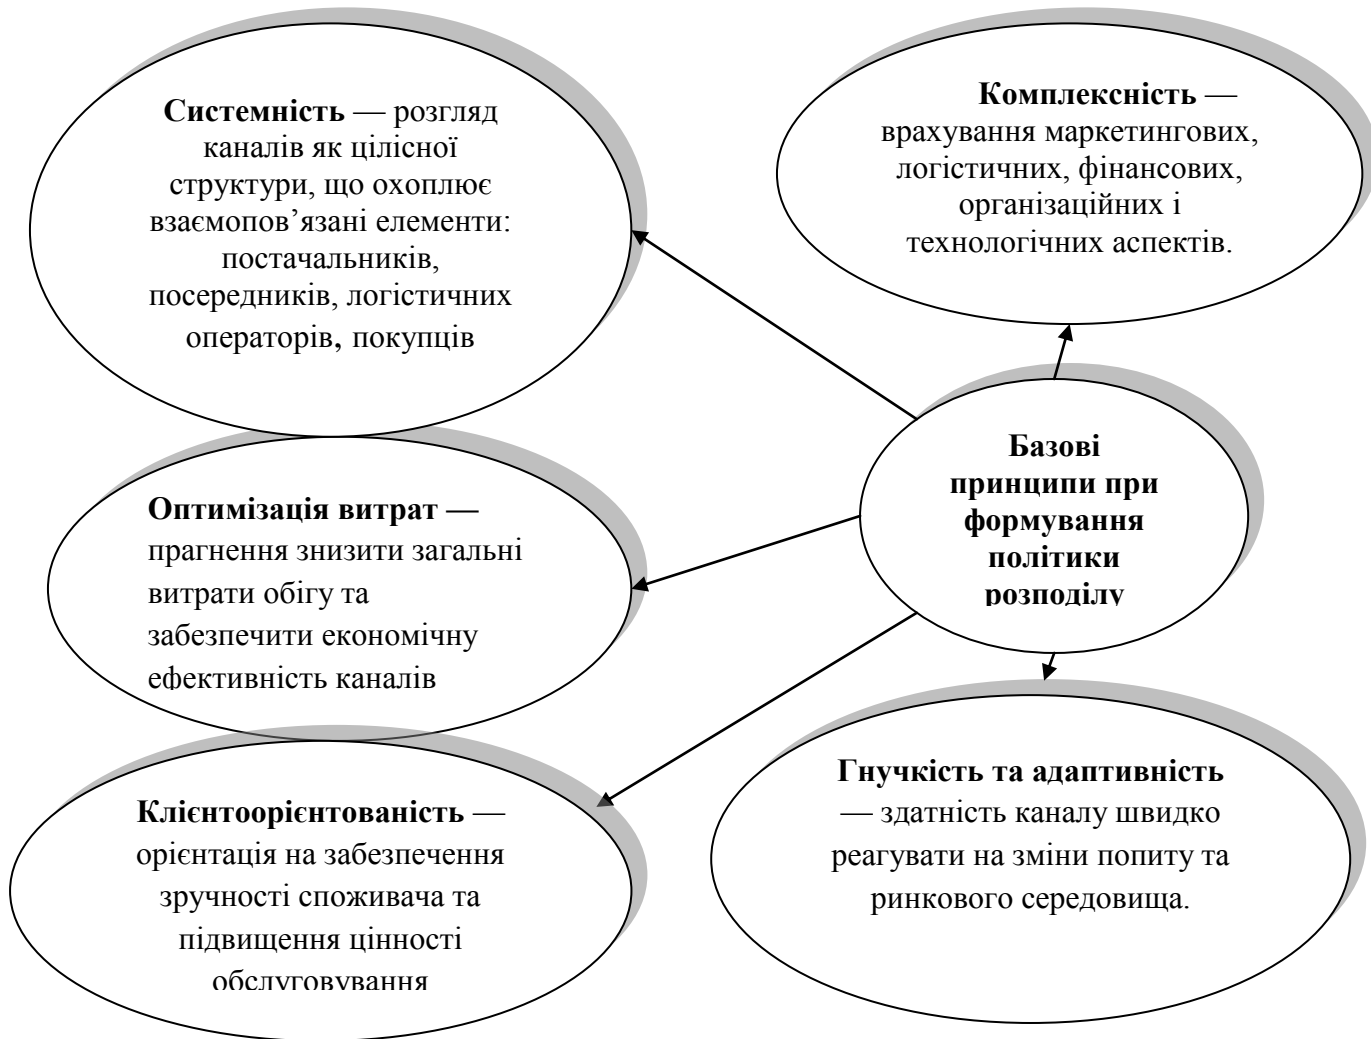 Системність — розгляд
каналів як цілісної
структури, що охоплює
взаємопов’язані елементи:
постачальників,
посередників, логістичних
операторів, покупців
Комплексність —
врахування маркетингових,
логістичних, фінансових,
організаційних і
технологічних аспектів.
Базові
принципи при
формування
політики
розподілу
Оптимізація витрат —
прагнення знизити загальні
витрати обігу та
забезпечити економічну
ефективність каналів
Клієнтоорієнтованість —
орієнтація на забезпечення
зручності споживача та
підвищення цінності
обслуговування
Гнучкість та адаптивність
— здатність каналу швидко
реагувати на зміни попиту та
ринкового середовища.